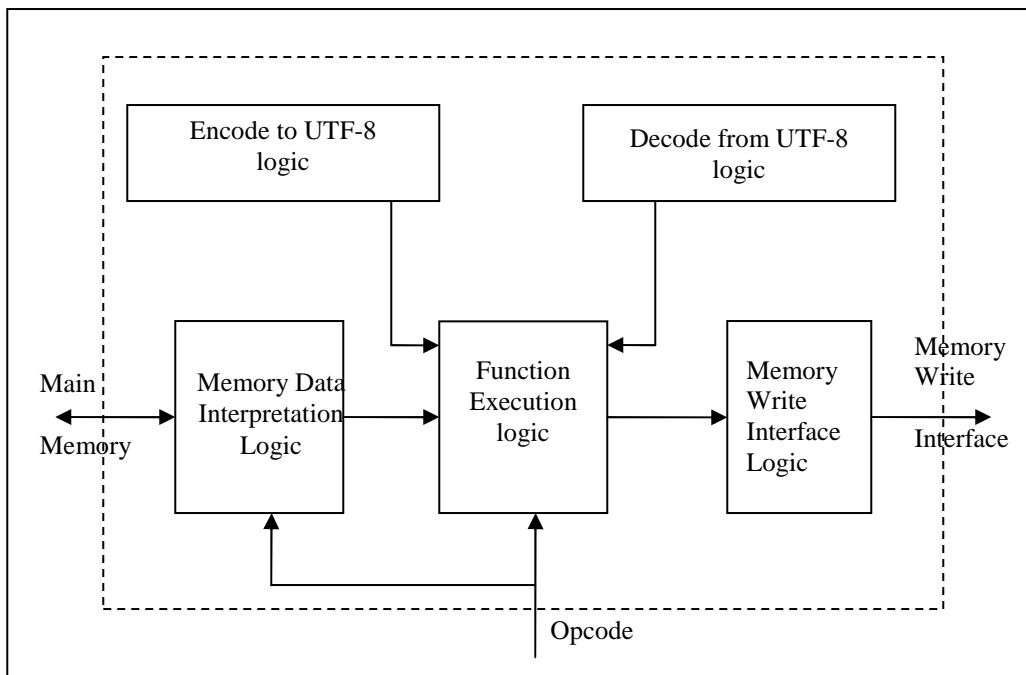 Encode to UTF-8
logic
Decode from UTF-8
logic
Main
Memory
Memory Data
Interpretation
Logic
Function
Execution
logic
Memory
Write
Interface
Logic
Memory
Write
Interface
Opcode